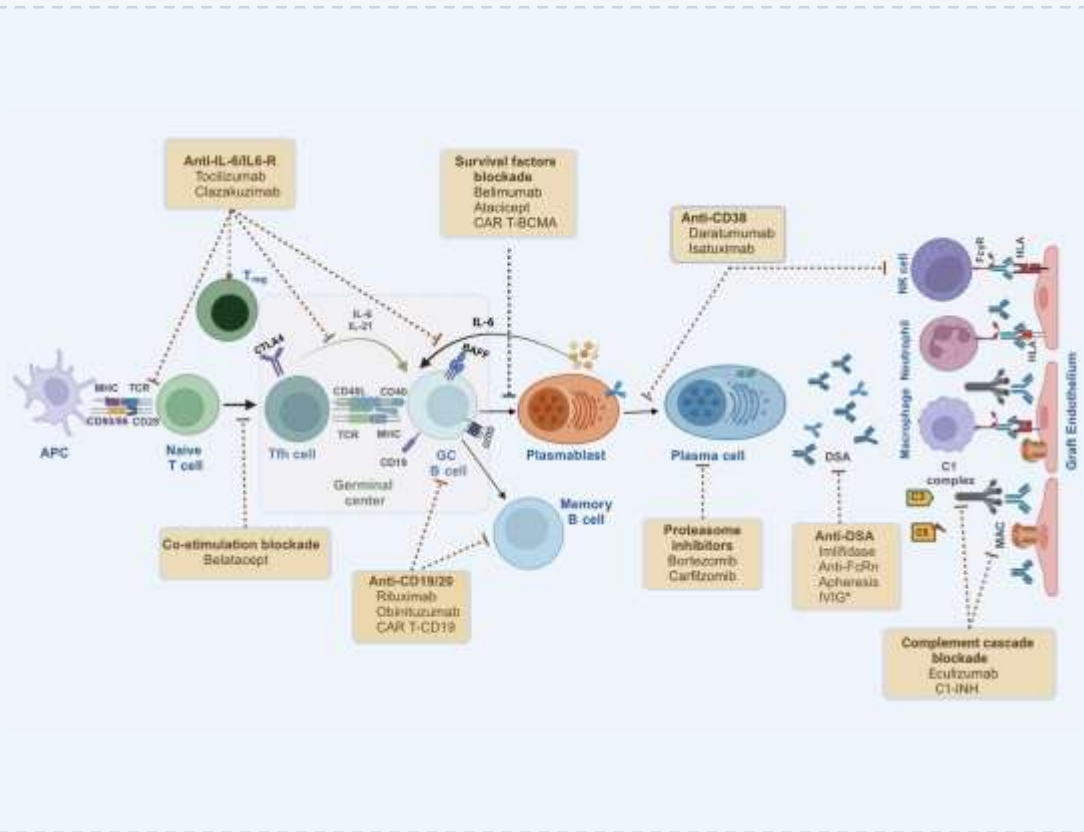 Anti-IL-6/IL6-R
Tocilizumab
Clazakuzimab
Survival factors
blockade
Belimumab
Atacicept
CAR T-BCMA
Anti-CD38
Daratumumab
Isatuximab
Treg
IL-6
IL-21
IL-6
CTLA4
BAFF
MHC TCR
CD80/86 CD28
CD40L CD40
TCR MHC
CD19
CD20
APC
Naive
T cell
Tfh cell
GC
B cell
Germinal
center
Plasmablast
Memory
B cell
Plasma cell
DSA
NK cell
FcγR
HLA
Neutrophil
HLA
Macrophage
Graft Endothelium
C1
complex
C5
MAC
Co-stimulation blockade
Belatacept
Anti-CD19/20
Rituximab
Obinituzumab
CAR T-CD19
Proteasome
inhibitors
Bortezomib
Carfilzomib
Anti-DSA
Imlifidase
Anti-FcRn
Apheresis
IVIG*
Complement cascade
blockade
Eculizumab
C1-INH